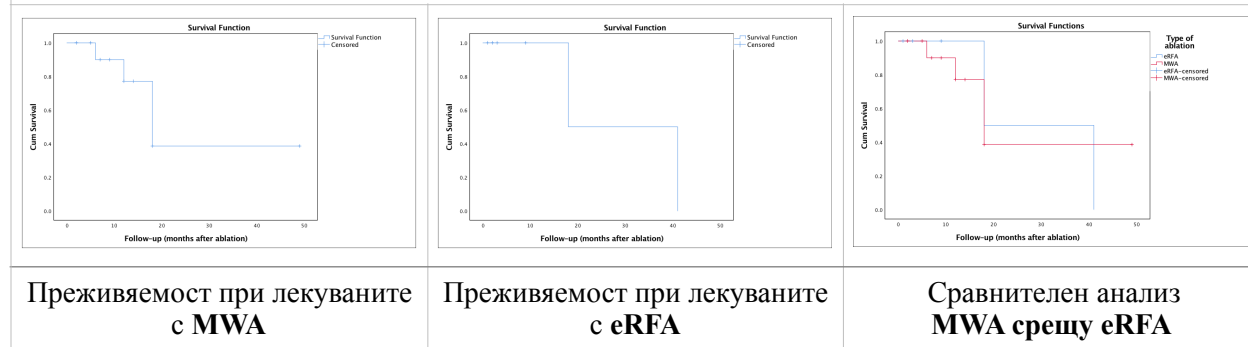 Survival Function
Survival Function
Censored
1.0
0.8
0.6
0.4
0.2
0.0
Cum Survival
0 10 20 30 40 50
Follow-up (months after ablation)
Survival Function
Survival Function
Censored
1.0
0.8
0.6
0.4
0.2
0.0
Cum Survival
0 10 20 30 40 50
Follow-up (months after ablation)
Survival Functions
Type of
ablation
eRFA
MWA
eRFA-censored
MWA-censored
1.0
0.8
0.6
0.4
0.2
0.0
Cum Survival
0 10 20 30 40 50
Follow-up (months after ablation)
Преживяемост при лекуваните
с MWA
Преживяемост при лекуваните
с eRFA
Сравнителен анализ
MWA срещу eRFA